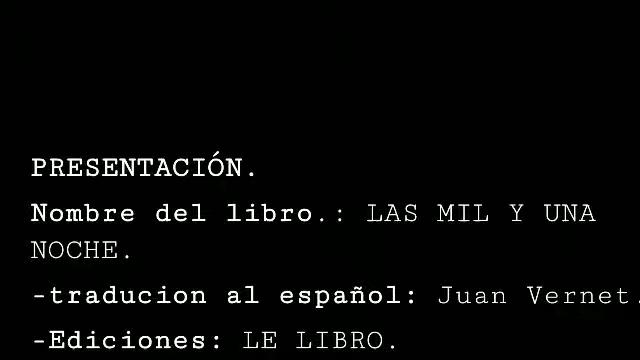 PRESENTACIÓN.
Nombre del libro.: LAS MIL Y UNA
NOCHE.
-traducion al español: Juan Vernet.
-Ediciones: LE LIBRO.